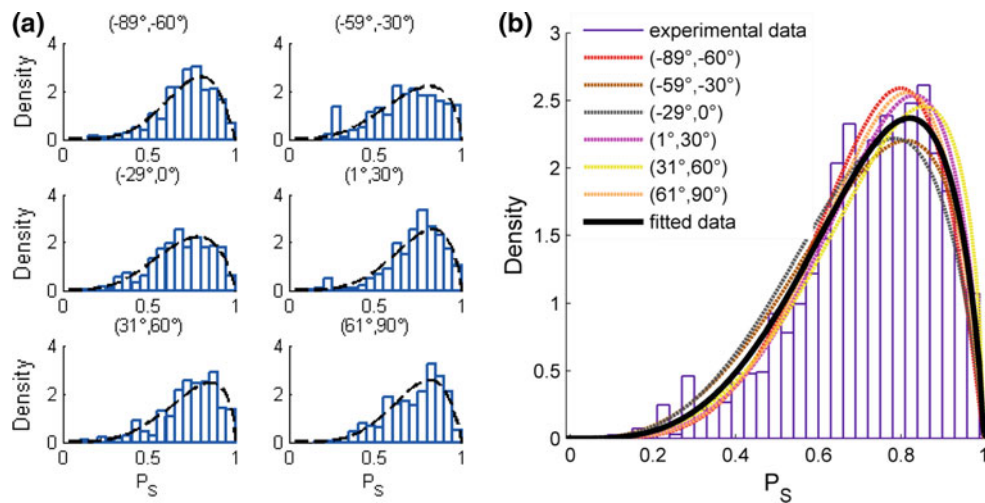 (a)
(-89°,-60°)
(-59°,-30°)
Density
4
2
0
0 0.5 1
4
2
0
0 0.5 1
(-29°,0°)
(1°,30°)
Density
4
2
0
0 0.5 1
4
2
0
0 0.5 1
(31°,60°)
(61°,90°)
Density
4
2
0
0 0.5 1
4
2
0
0 0.5 1
P_S
P_S
(b)
experimental data
(-89°,-60°)
(-59°,-30°)
(-29°,0°)
(1°,30°)
(31°,60°)
(61°,90°)
fitted data
Density
3
2.5
2
1.5
1
0.5
0
0 0.2 0.4 0.6 0.8 1
P_S